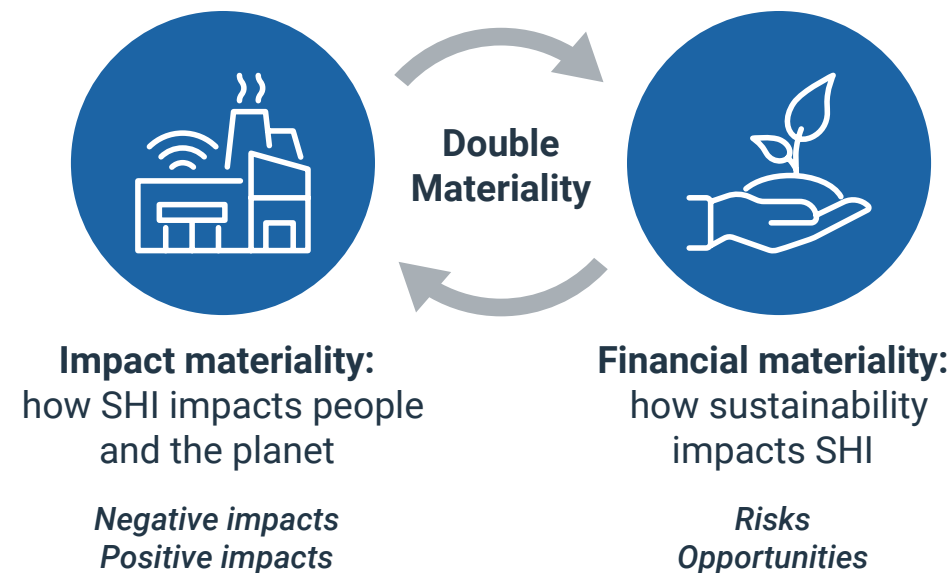 Double
Materiality
Impact materiality:
how SHI impacts people
and the planet
Negative impacts
Positive impacts
Financial materiality:
how sustainability
impacts SHI
Risks
Opportunities